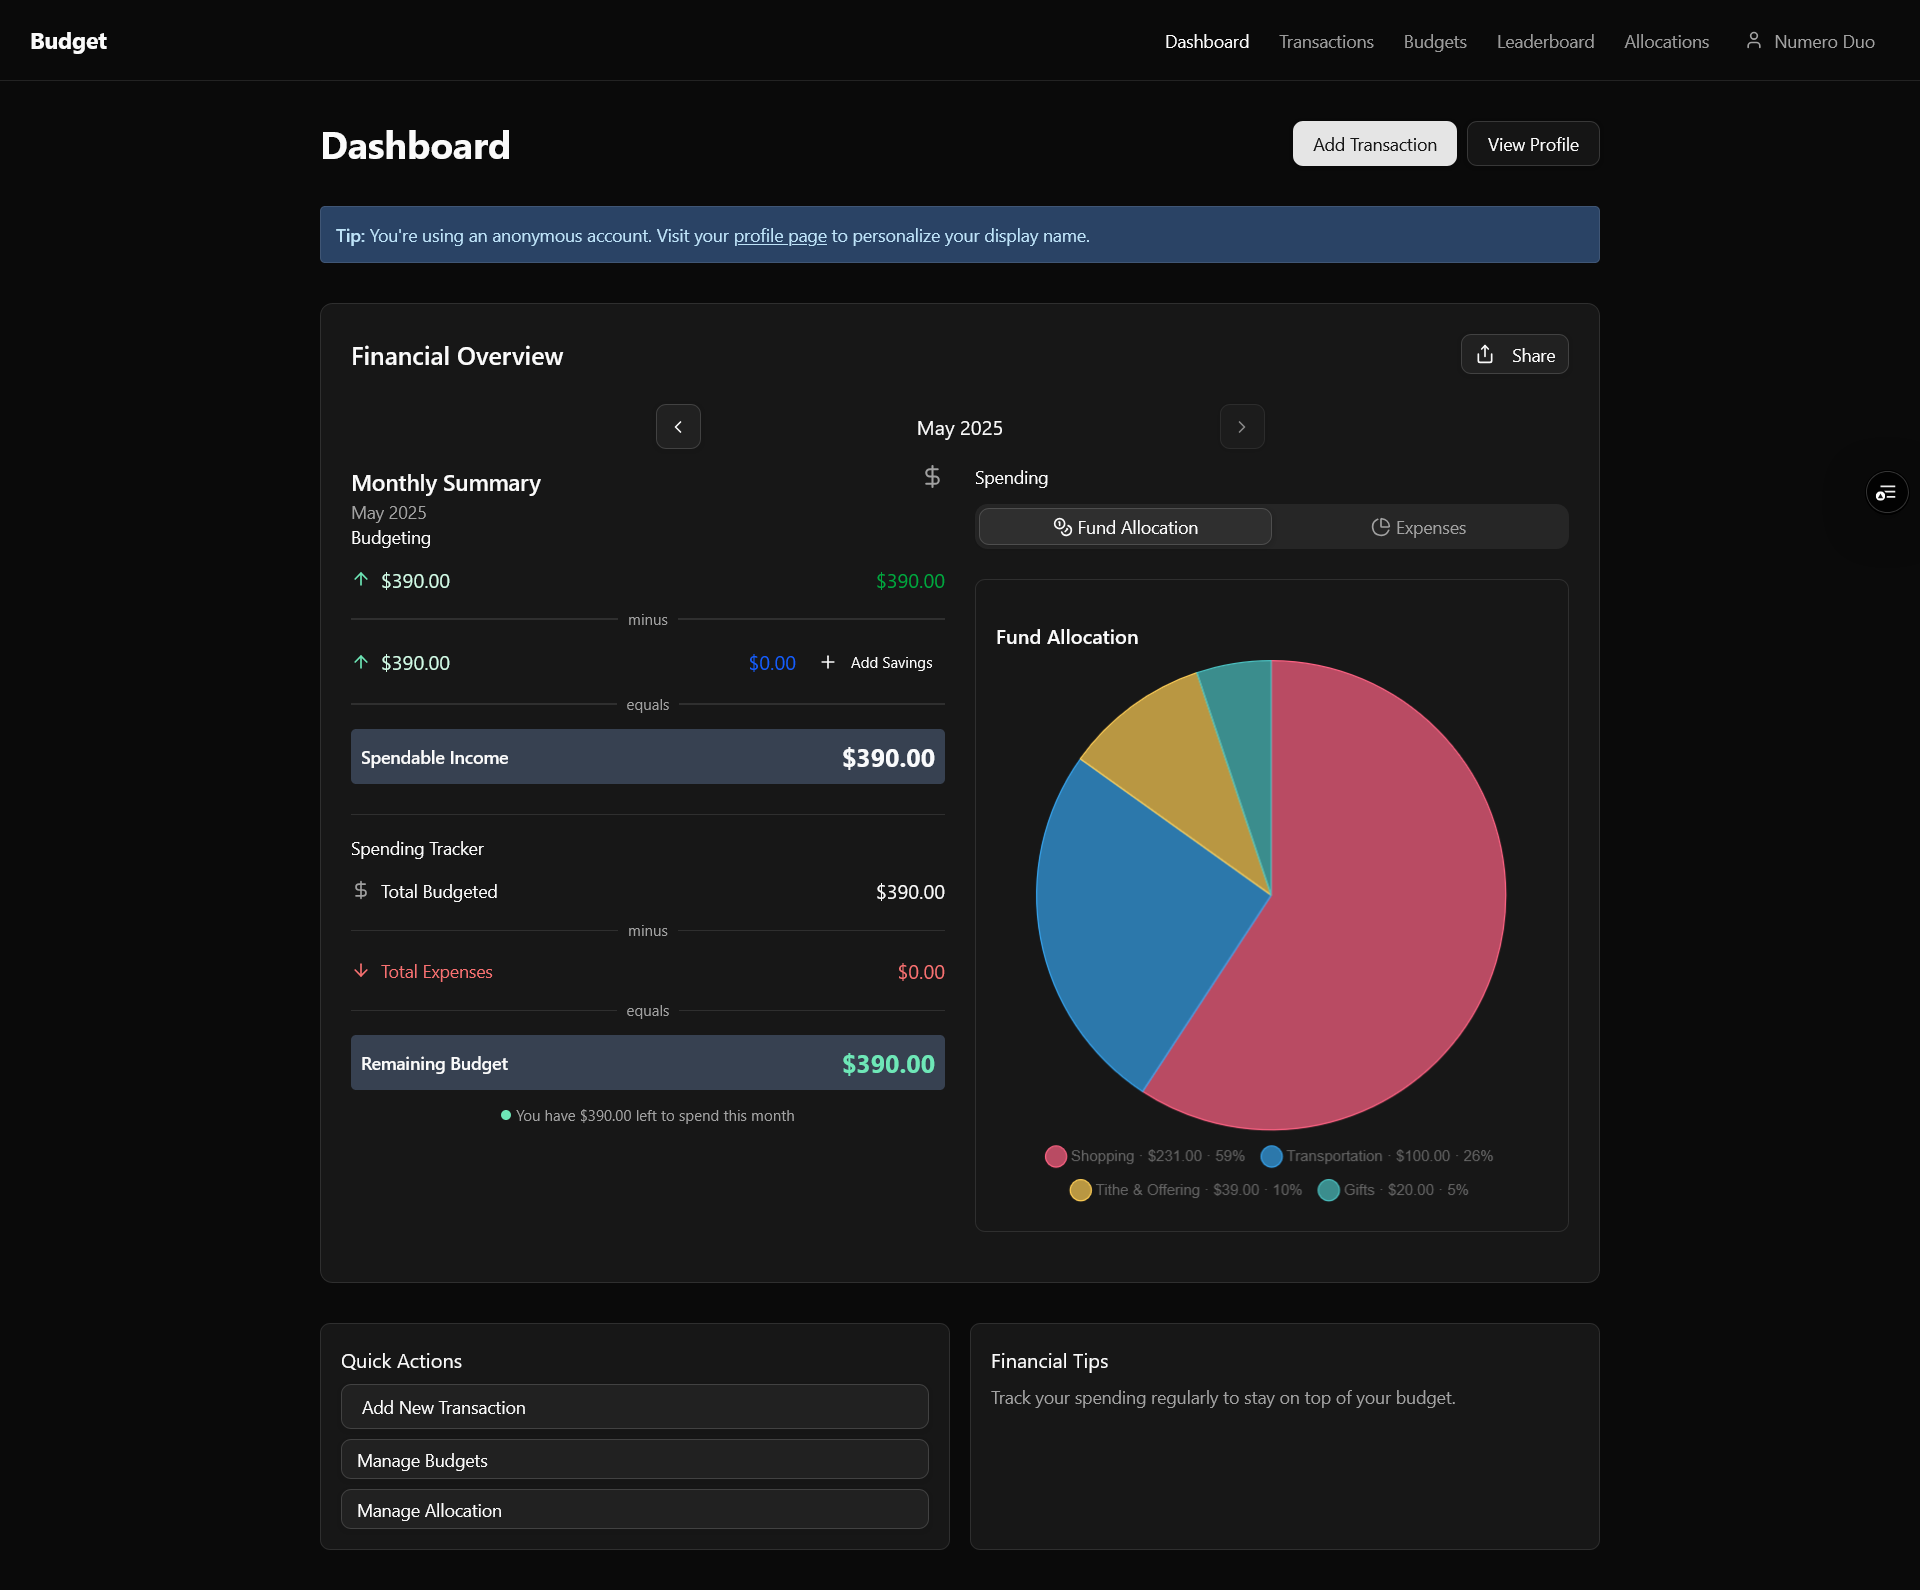 Budget
Dashboard
Transactions
Budgets
Leaderboard
Allocations
Numero Duo
Dashboard
Add Transaction
View Profile
Tip: You're using an anonymous account. Visit your profile page to personalize your display name.
Financial Overview
Share
May 2025
Monthly Summary
$
May 2025
Budgeting
$390.00 $390.00
minus
$390.00 $0.00 + Add Savings
equals
Spendable Income $390.00
Spending Tracker
$ Total Budgeted $390.00
minus
Total Expenses $0.00
equals
Remaining Budget $390.00
You have $390.00 left to spend this month
Spending
Fund Allocation
Expenses
Fund Allocation
Shopping · $231.00 · 59% Transportation · $100.00 · 26%
Tithe & Offering · $39.00 · 10% Gifts · $20.00 · 5%
Quick Actions
Add New Transaction
Manage Budgets
Manage Allocation
Financial Tips
Track your spending regularly to stay on top of your budget.